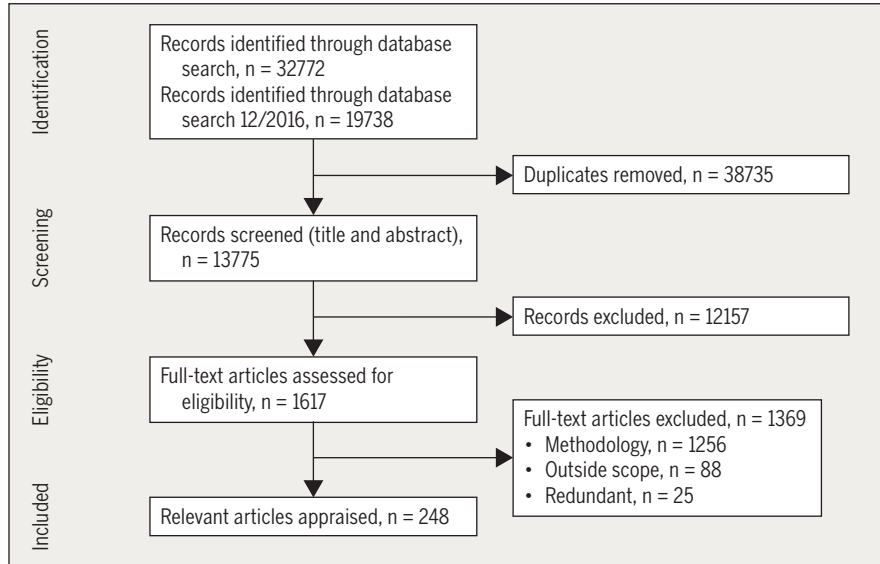 Identification
Records identified through database
search, n = 32772
Records identified through database
search 12/2016, n = 19738
Duplicates removed, n = 38735
Screening
Records screened (title and abstract),
n = 13775
Records excluded, n = 12157
Eligibility
Full-text articles assessed for
eligibility, n = 1617
Full-text articles excluded, n = 1369
• Methodology, n = 1256
• Outside scope, n = 88
• Redundant, n = 25
Included
Relevant articles appraised, n = 248